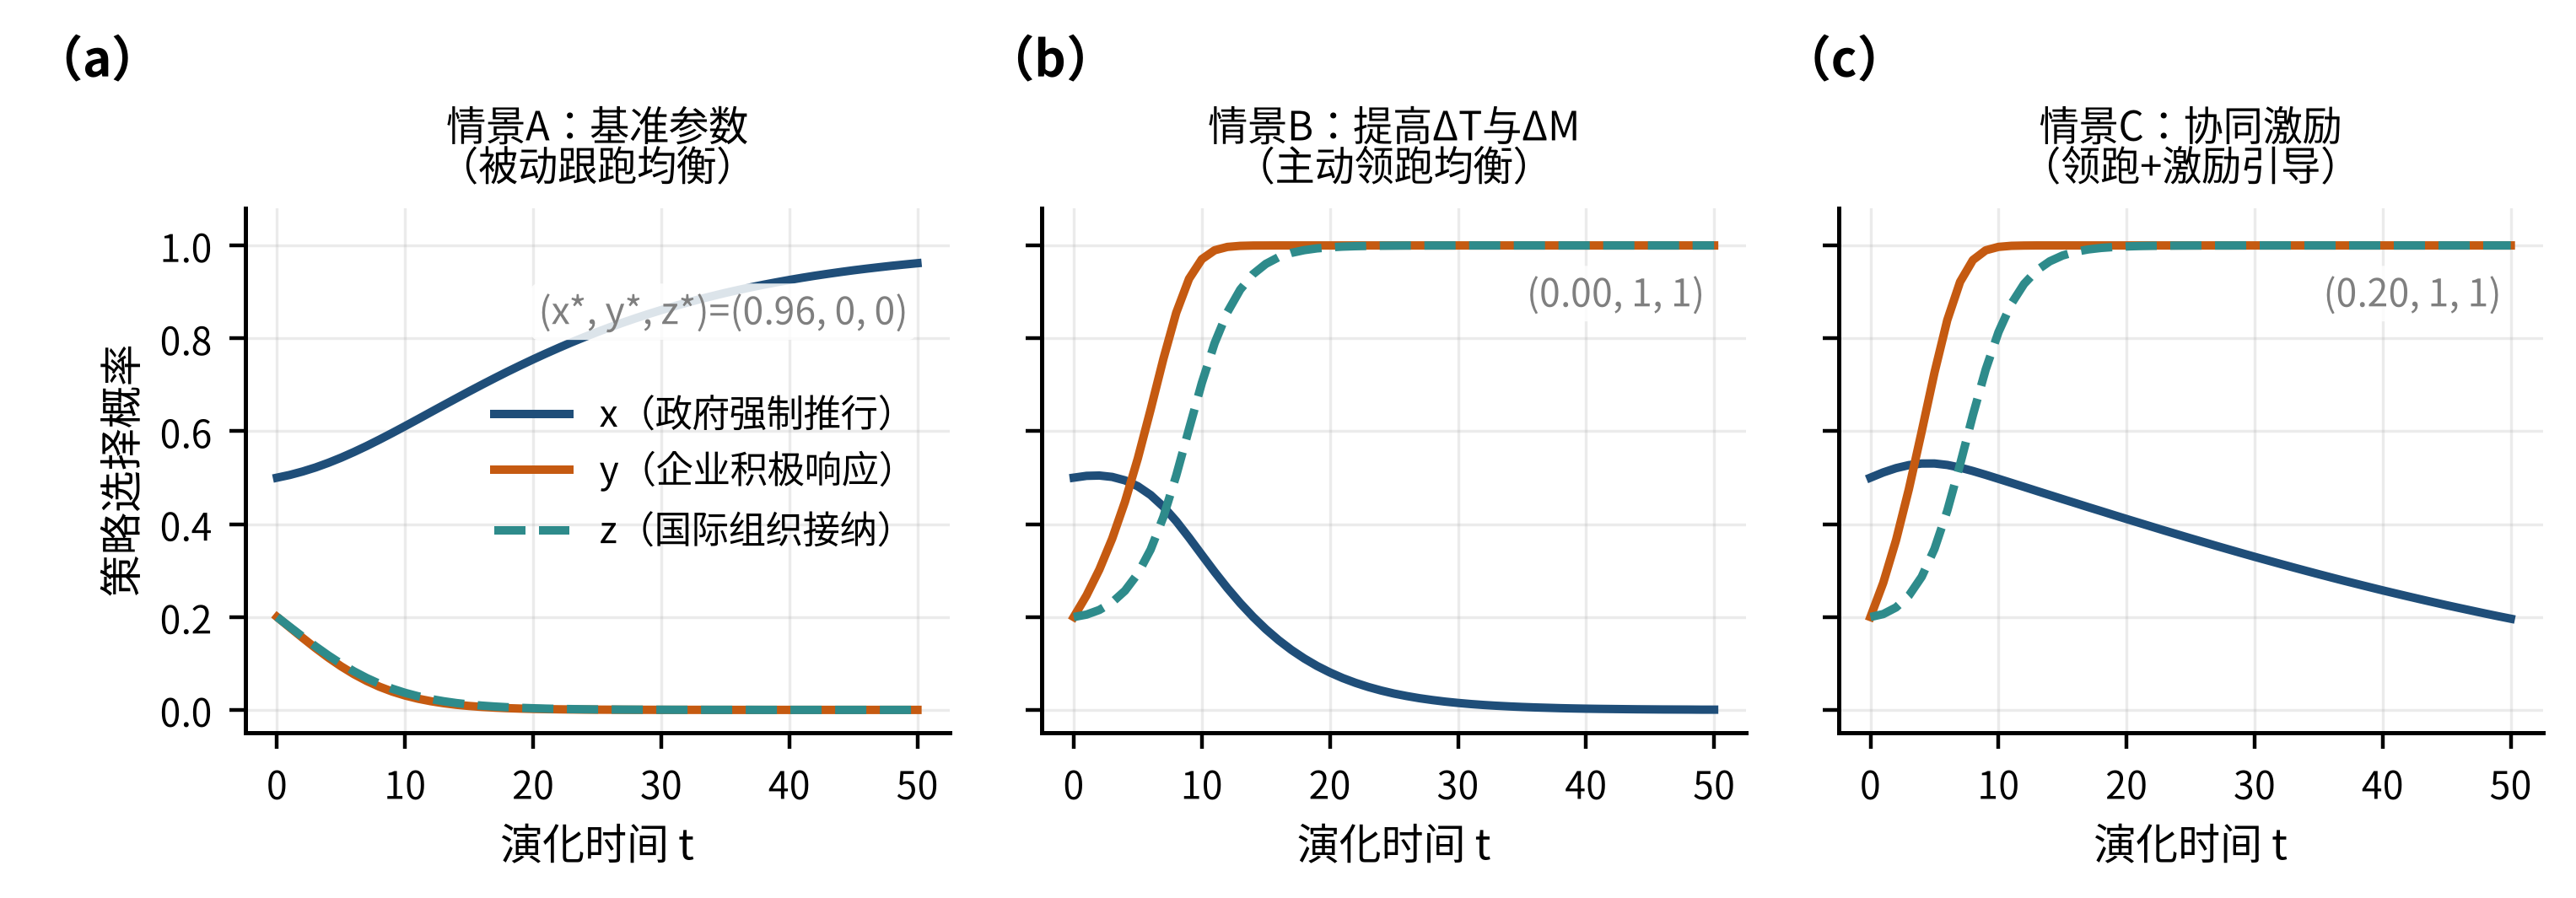 (a)
(b)
(c)
情景A：基准参数
（被动跟跑均衡）
情景B：提高ΔT与ΔM
（主动领跑均衡）
情景C：协同激励
（领跑+激励引导）
策略选择概率
1.0
0.8
0.6
0.4
0.2
0.0
(x*, y*, z*)=(0.96, 0, 0)
x（政府强制推行）
y（企业积极响应）
z（国际组织接纳）
(0.00, 1, 1)
(0.20, 1, 1)
0 10 20 30 40 50
0 10 20 30 40 50
0 10 20 30 40 50
演化时间 t
演化时间 t
演化时间 t